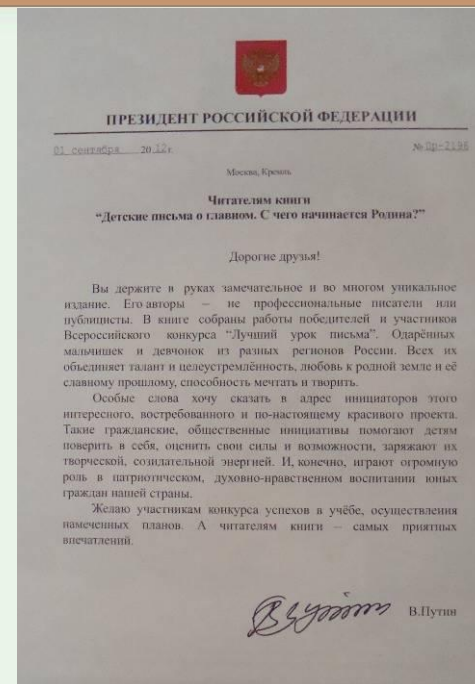 ПРЕЗИДЕНТ РОССИЙСКОЙ ФЕДЕРАЦИИ
01 сентября 2012 г. № Пр-2196
Москва, Кремль
Читателям книги
“Детские письма о главном. С чего начинается Родина?”
Дорогие друзья!
Вы держите в руках замечательное и во многом уникальное
издание. Его авторы – не профессиональные писатели или
публицисты. В книге собраны работы победителей и участников
Всероссийского конкурса “Лучший урок письма”. Одарённых
мальчишек и девчонок из разных регионов России. Всех их
объединяет талант и целеустремлённость, любовь к родной земле и её
славному прошлому, способность мечтать и творить.
Особые слова хочу сказать в адрес инициаторов этого
интересного, востребованного и по-настоящему красивого проекта.
Такие гражданские, общественные инициативы помогают детям
поверить в себя, оценить свои силы и возможности, заряжают их
творческой, созидательной энергией. И, конечно, играют огромную
роль в патриотическом, духовно-нравственном воспитании юных
граждан нашей страны.
Желаю участникам конкурса успехов в учёбе, осуществления
намеченных планов. А читателям книги – самых приятных
впечатлений.
В.Путин